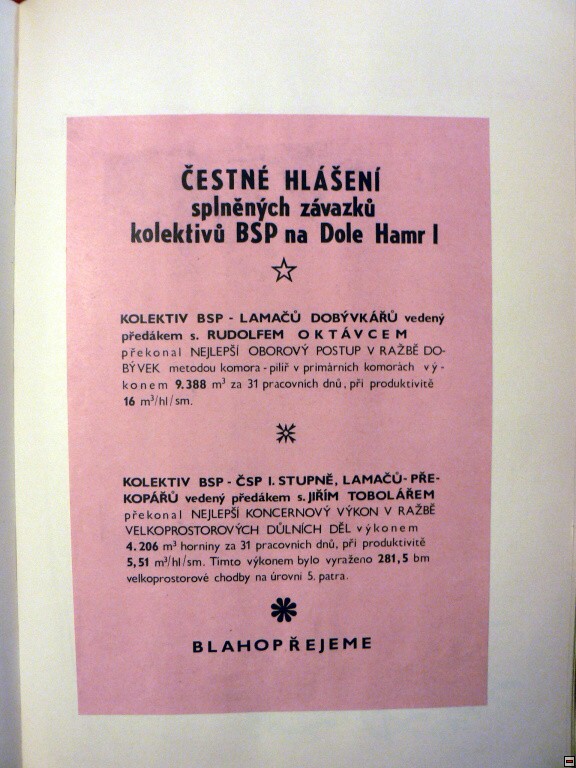 ČESTNÉ HLÁŠENÍ
splněných závazků
kolektivů BSP na Dole Hamr I
KOLEKTIV BSP - LAMAČŮ DOBÝVKÁŘŮ vedený
předákem s. RUDOLFEM OKTÁVCEM
překonal NEJLEPŠÍ OBOROVÝ POSTUP V RAŽBĚ DO-
BÝVEK metodou komora - pilíř v primárních komorách vý-
konem 9.388 m³ za 31 pracovních dnů, při produktivitě
16 m³/hl/sm.
KOLEKTIV BSP - ČSP I. STUPNĚ, LAMAČŮ-PŘE-
KOPÁŘŮ vedený předákem s. JIŘÍM TOBOLÁŘEM
překonal NEJLEPŠÍ KONCERNOVÝ VÝKON V RAŽBĚ
VELKOPROSTOROVÝCH DŮLNÍCH DĚL výkonem
4.206 m³ horniny za 31 pracovních dnů, při produktivitě
5,51 m³/hl/sm. Tímto výkonem bylo vyraženo 281,5 bm
velkoprostorové chodby na úrovni 5. patra.
BLAHOPŘEJEME